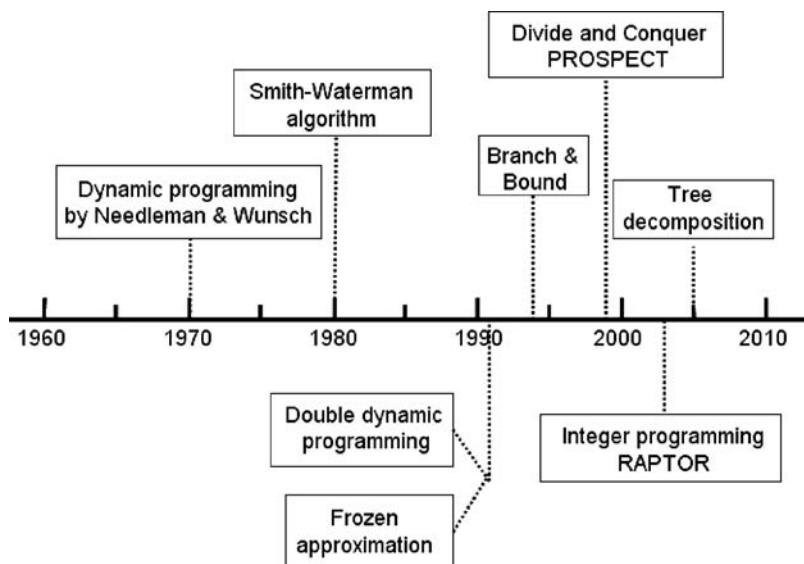 Divide and Conquer
PROSPECT
Smith-Waterman
algorithm
Branch &
Bound
Dynamic programming
by Needleman & Wunsch
Tree
decomposition
1960
1970
1980
1990
2000
2010
Double dynamic
programming
Integer programming
RAPTOR
Frozen
approximation